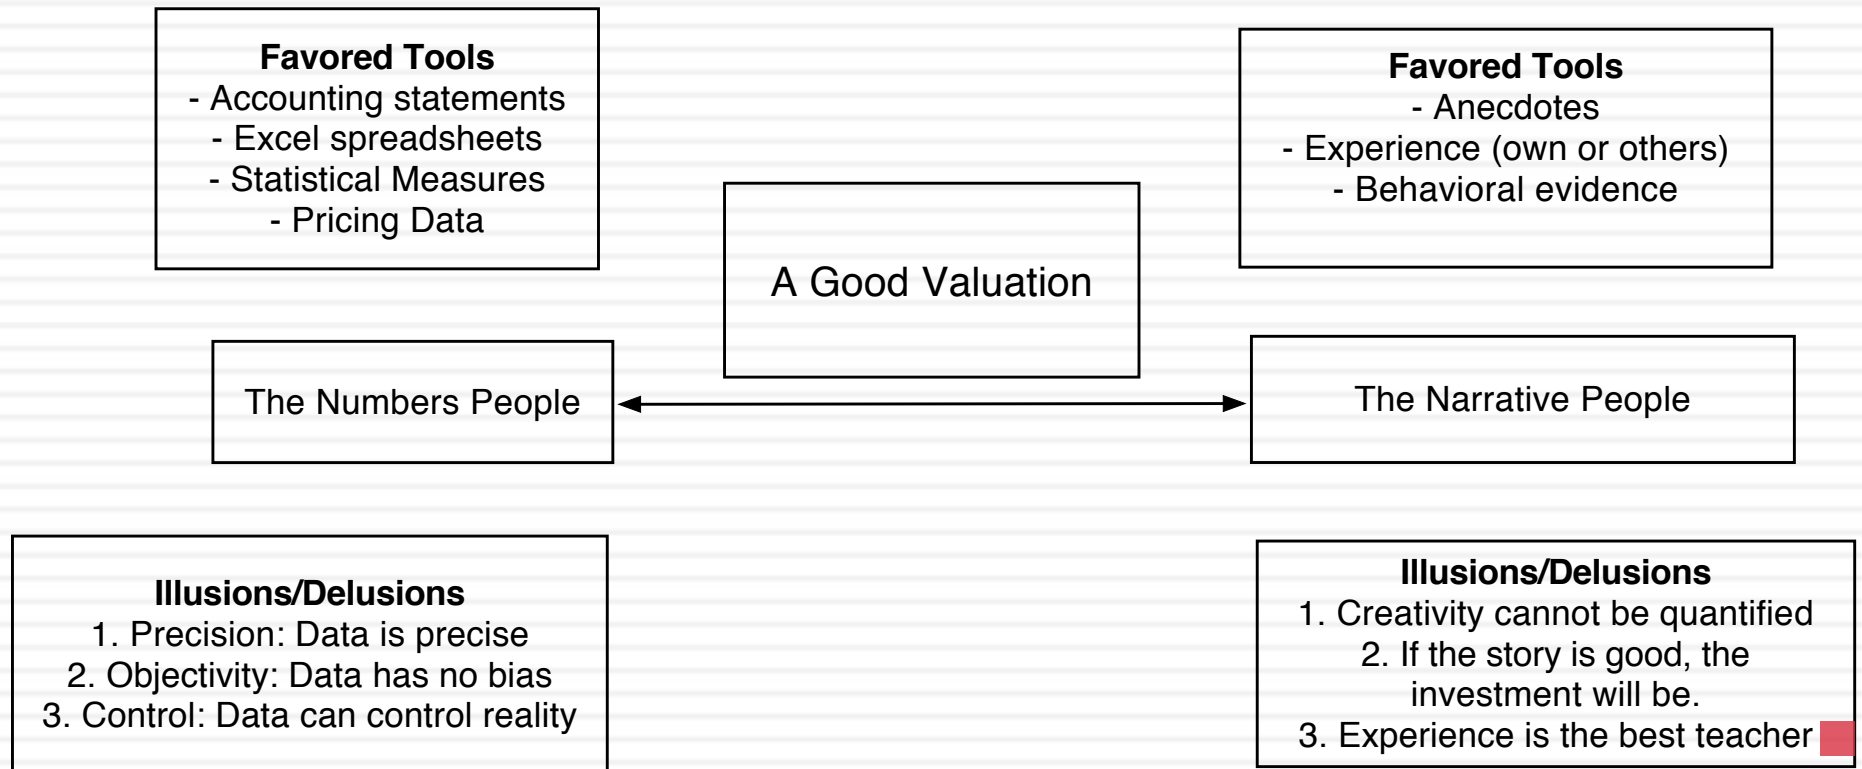 Favored Tools
- Accounting statements
- Excel spreadsheets
- Statistical Measures
- Pricing Data
Favored Tools
- Anecdotes
- Experience (own or others)
- Behavioral evidence
A Good Valuation
The Numbers People
The Narrative People
Illusions/Delusions
1. Precision: Data is precise
2. Objectivity: Data has no bias
3. Control: Data can control reality
Illusions/Delusions
1. Creativity cannot be quantified
2. If the story is good, the
investment will be.
3. Experience is the best teacher